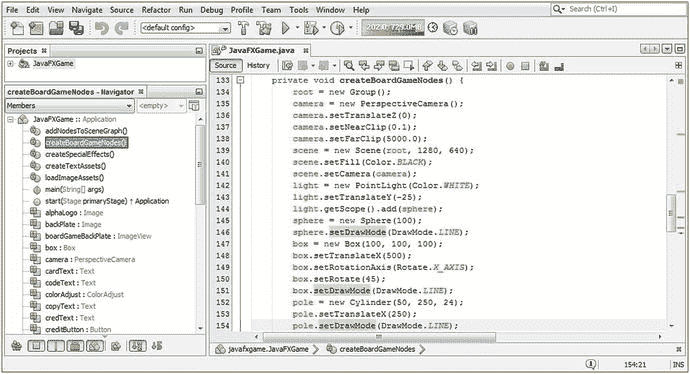 File Edit View Navigate Source Refactor Run Debug Profile Team Tools Window Help
Search (Ctrl+I)
<default config>
Projects
JavaFXGame
createBoardGameNodes - Navigator
Members
<empty>
JavaFXGame :: Application
addNodesToSceneGraph()
createBoardGameNodes()
createSpecialEffects()
createTextAssets()
loadImageAssets()
main(String[] args)
start(Stage primaryStage) ↑ Application
alphaLogo : Image
backPlate : Image
boardGameBackPlate : ImageView
box : Box
camera : PerspectiveCamera
cardText : Text
codeText : Text
colorAdjust : ColorAdjust
copyText : Text
credText : Text
creditButton : Button
JavaFXGame.java
Source History
133 private void createBoardGameNodes() {
134 root = new Group();
135 camera = new PerspectiveCamera();
136 camera.setTranslateZ(0);
137 camera.setNearClip(0.1);
138 camera.setFarClip(5000.0);
139 scene = new Scene(root, 1280, 640);
140 scene.setFill(Color.BLACK);
141 scene.setCamera(camera);
142 light = new PointLight(Color.WHITE);
143 light.setTranslateY(-25);
144 light.getScope().add(sphere);
145 sphere = new Sphere(100);
146 sphere.setDrawMode(DrawMode.LINE);
147 box = new Box(100, 100, 100);
148 box.setTranslateX(500);
149 box.setRotationAxis(Rotate.X_AXIS);
150 box.setRotate(45);
151 box.setDrawMode(DrawMode.LINE);
152 pole = new Cylinder(50, 250, 24);
153 pole.setTranslateX(250);
154 pole.setDrawMode(DrawMode.LINE);
javafxgame.JavaFXGame createBoardGameNodes
154:21 INS